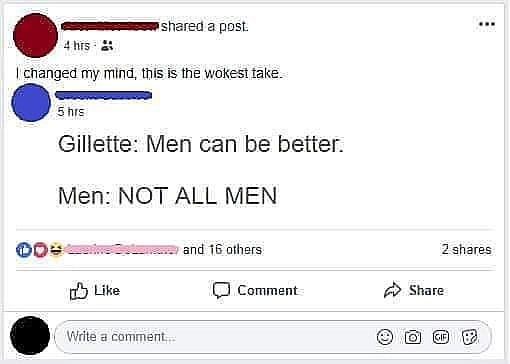 shared a post.
4 hrs ·
I changed my mind, this is the wokest take.
5 hrs
Gillette: Men can be better.
Men: NOT ALL MEN
and 16 others
2 shares
Like
Comment
Share
Write a comment...
GIF